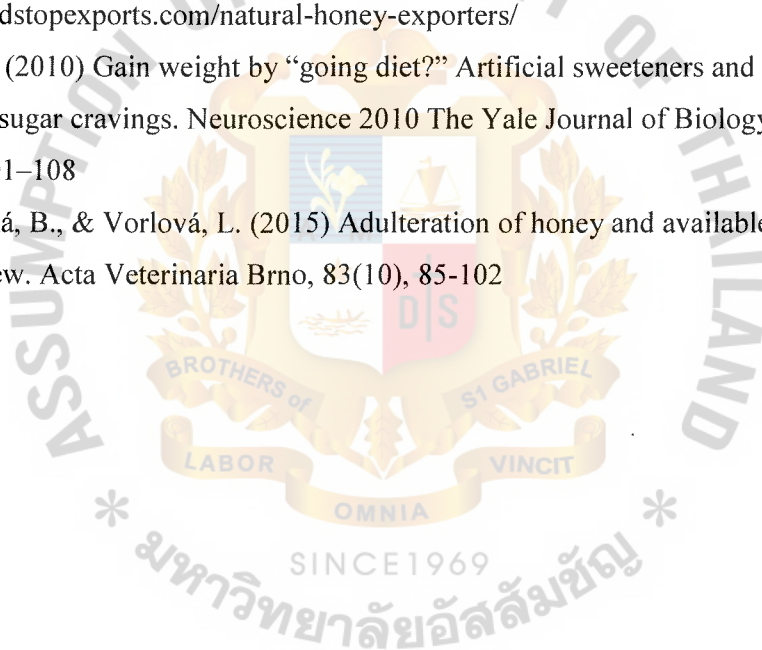 dstopexports.com/natural-honey-exporters/
(2010) Gain weight by “going diet?” Artificial sweeteners and
sugar cravings. Neuroscience 2010 The Yale Journal of Biology
1–108
á, B., & Vorlová, L. (2015) Adulteration of honey and available
ew. Acta Veterinaria Brno, 83(10), 85-102
ASSUMPTION
OF THAILAND
D S
BROTHERS of
ST GABRIEL
LABOR
VINCIT
OMNIA
SINCE1969
มหาวิทยาลัยอัสสัมชัญ